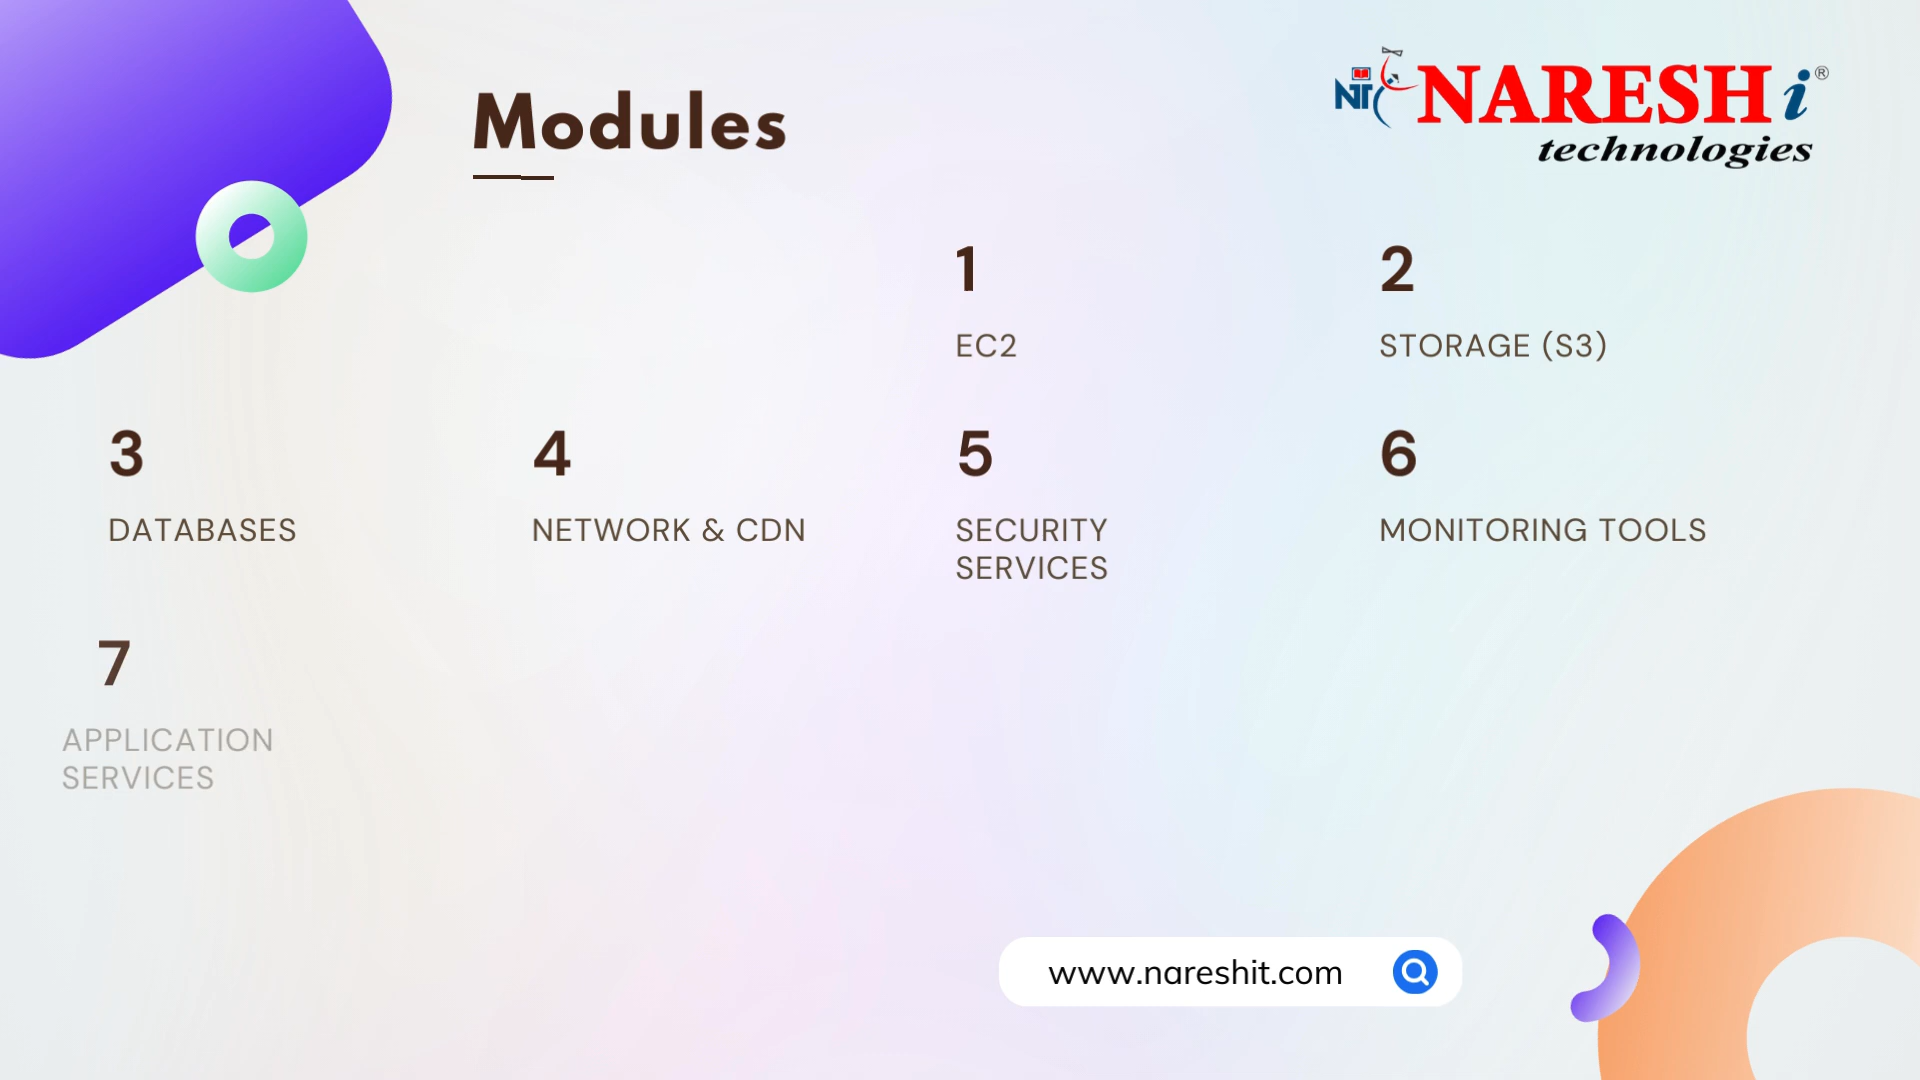 Modules
NT NARESH i ®
technologies
1
EC2
2
STORAGE (S3)
3
DATABASES
4
NETWORK & CDN
5
SECURITY
SERVICES
6
MONITORING TOOLS
7
APPLICATION
SERVICES
www.nareshit.com